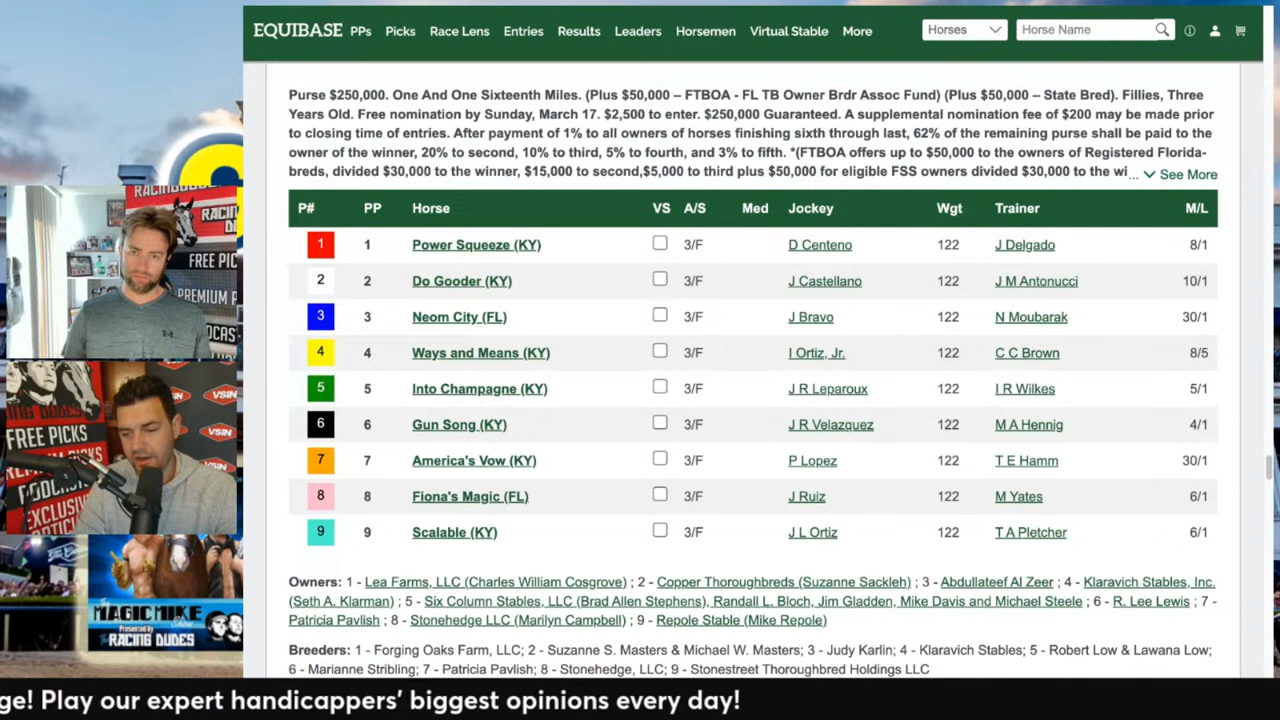 EQUIBASE PPs Picks Race Lens Entries Results Leaders Horsemen Virtual Stable More Horses Horse Name
Purse $250,000. One And One Sixteenth Miles. (Plus $50,000 – FTBOA - FL TB Owner Brdr Assoc Fund) (Plus $50,000 – State Bred). Fillies, Three
Years Old. Free nomination by Sunday, March 17. $2,500 to enter. $250,000 Guaranteed. A supplemental nomination fee of $200 may be made prior
to closing time of entries. After payment of 1% to all owners of horses finishing sixth through last, 62% of the remaining purse shall be paid to the
owner of the winner, 20% to second, 10% to third, 5% to fourth, and 3% to fifth. *(FTBOA offers up to $50,000 to the owners of Registered Florida-
breds, divided $30,000 to the winner, $15,000 to second,$5,000 to third plus $50,000 for eligible FSS owners divided $30,000 to the wi ... See More
P# PP Horse VS A/S Med Jockey Wgt Trainer M/L
1 1 Power Squeeze (KY) 3/F D Centeno 122 J Delgado 8/1
2 2 Do Gooder (KY) 3/F J Castellano 122 J M Antonucci 10/1
3 3 Neom City (FL) 3/F J Bravo 122 N Moubarak 30/1
4 4 Ways and Means (KY) 3/F I Ortiz, Jr. 122 C C Brown 8/5
5 5 Into Champagne (KY) 3/F J R Leparoux 122 I R Wilkes 5/1
6 6 Gun Song (KY) 3/F J R Velazquez 122 M A Hennig 4/1
7 7 America's Vow (KY) 3/F P Lopez 122 T E Hamm 30/1
8 8 Fiona's Magic (FL) 3/F J Ruiz 122 M Yates 6/1
9 9 Scalable (KY) 3/F J L Ortiz 122 T A Pletcher 6/1
Owners: 1 - Lea Farms, LLC (Charles William Cosgrove) ; 2 - Copper Thoroughbreds (Suzanne Sackleh) ; 3 - Abdullateef Al Zeer ; 4 - Klaravich Stables, Inc.
(Seth A. Klarman) ; 5 - Six Column Stables, LLC (Brad Allen Stephens), Randall L. Bloch, Jim Gladden, Mike Davis and Michael Steele ; 6 - R. Lee Lewis ; 7 -
Patricia Pavlish ; 8 - Stonehedge LLC (Marilyn Campbell) ; 9 - Repole Stable (Mike Repole)
Breeders: 1 - Forging Oaks Farm, LLC; 2 - Suzanne S. Masters & Michael W. Masters; 3 - Judy Karlin; 4 - Klaravich Stables; 5 - Robert Low & Lawana Low;
6 - Marianne Stribling; 7 - Patricia Pavlish; 8 - Stonehedge, LLC; 9 - Stonestreet Thoroughbred Holdings LLC
RACINGDUDES
FREE PICKS
PREMIUM P
FREE PICKS
VSIN
VSIN
VSIN
THE
MAGIC MIKE
Show
Presented by
THE
RACING DUDES
ge! Play our expert handicappers' biggest opinions every day!